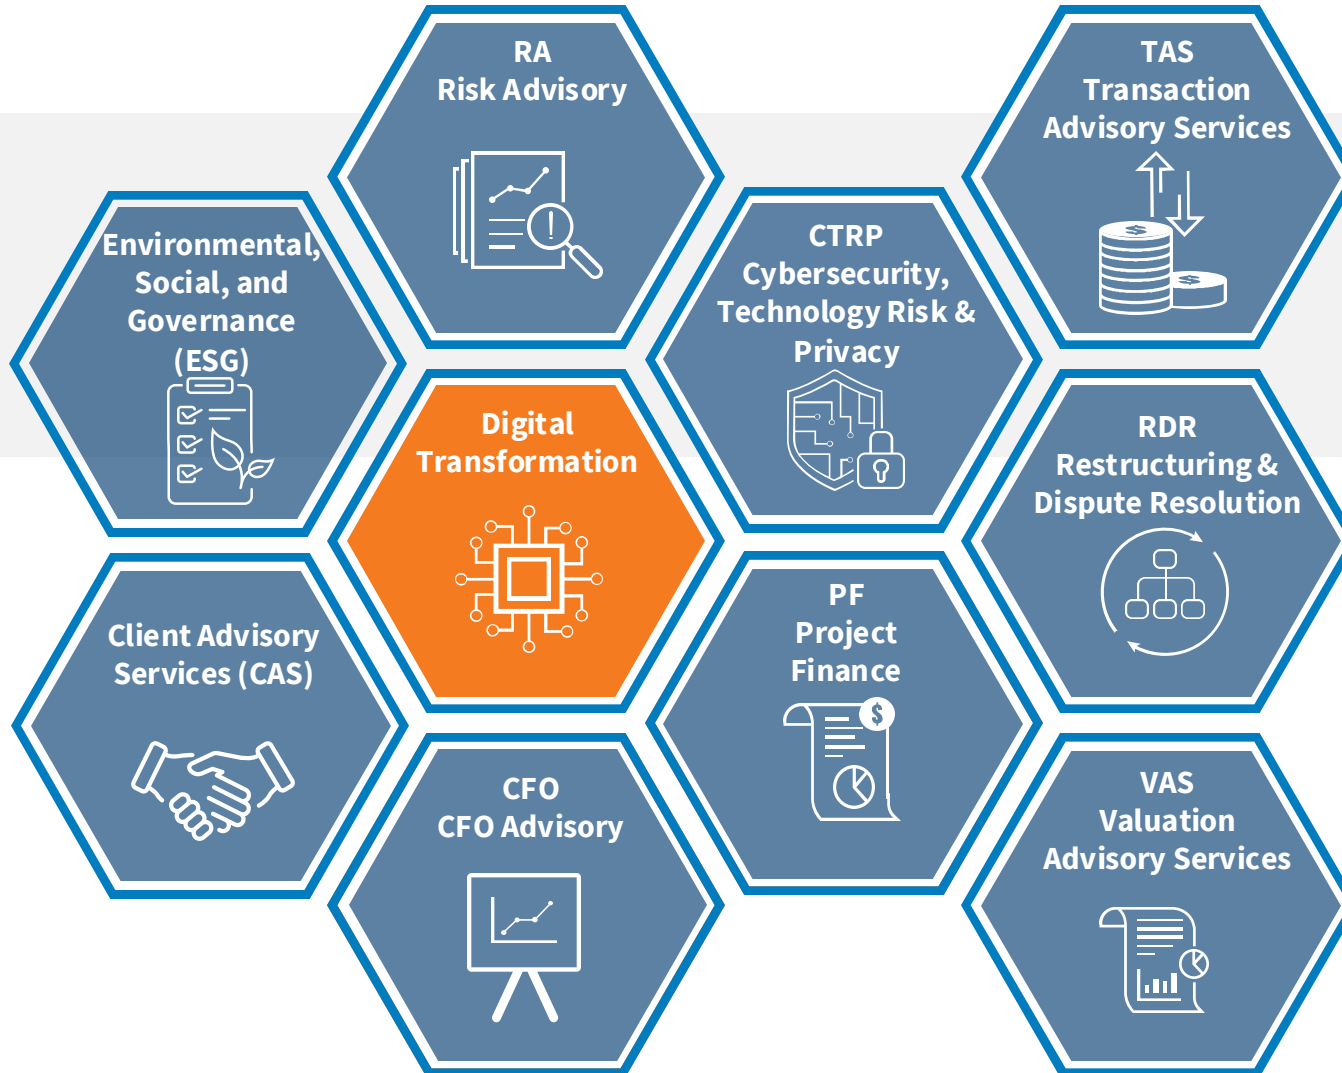 RA
Risk Advisory
TAS
Transaction
Advisory Services
$
$
Environmental,
Social, and
Governance
(ESG)
CTRP
Cybersecurity,
Technology Risk &
Privacy
Digital
Transformation
RDR
Restructuring &
Dispute Resolution
Client Advisory
Services (CAS)
PF
Project
Finance
$
CFO
CFO Advisory
VAS
Valuation
Advisory Services